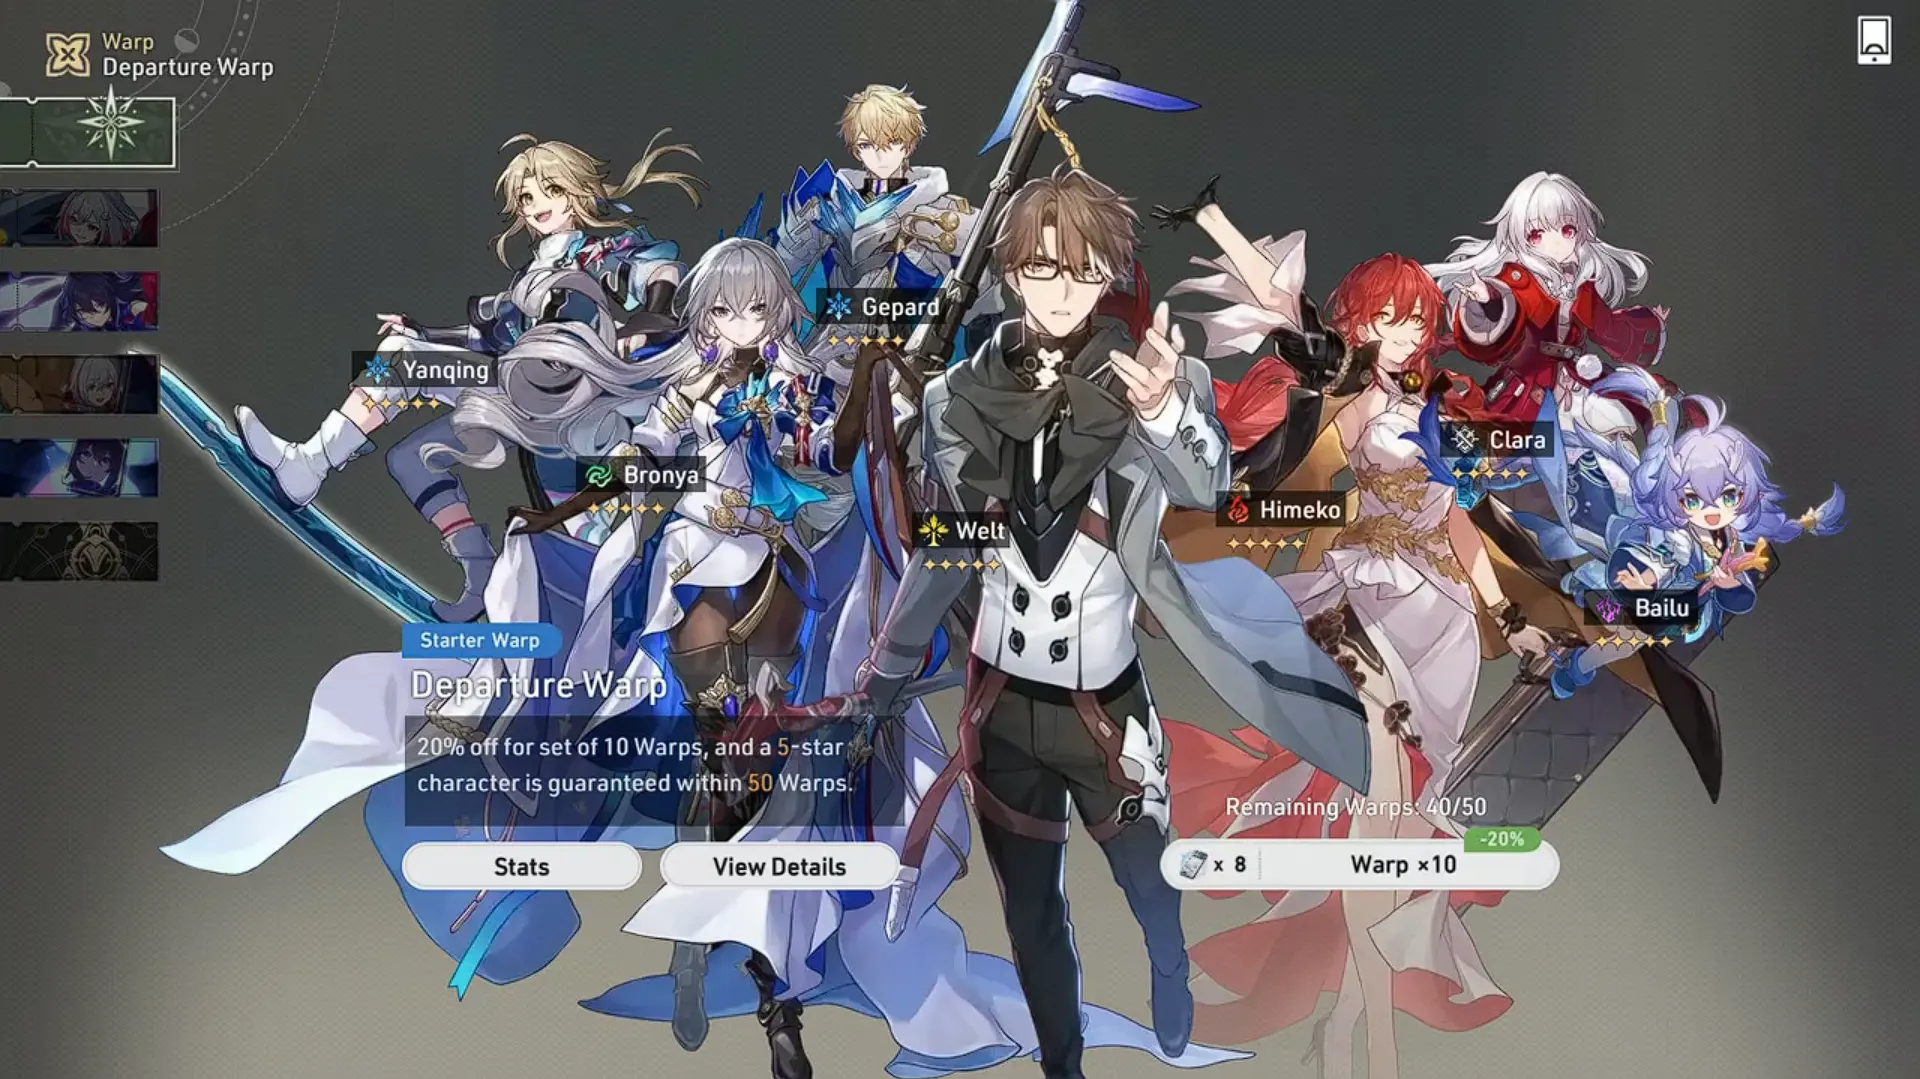 Warp
Departure Warp
Gepard
Yanqing
Clara
Bronya
Himeko
Welt
Bailu
Starter Warp
Departure Warp
20% off for set of 10 Warps, and a 5-star
character is guaranteed within 50 Warps.
Remaining Warps: 40/50
-20%
Stats
View Details
x 8
Warp ×10